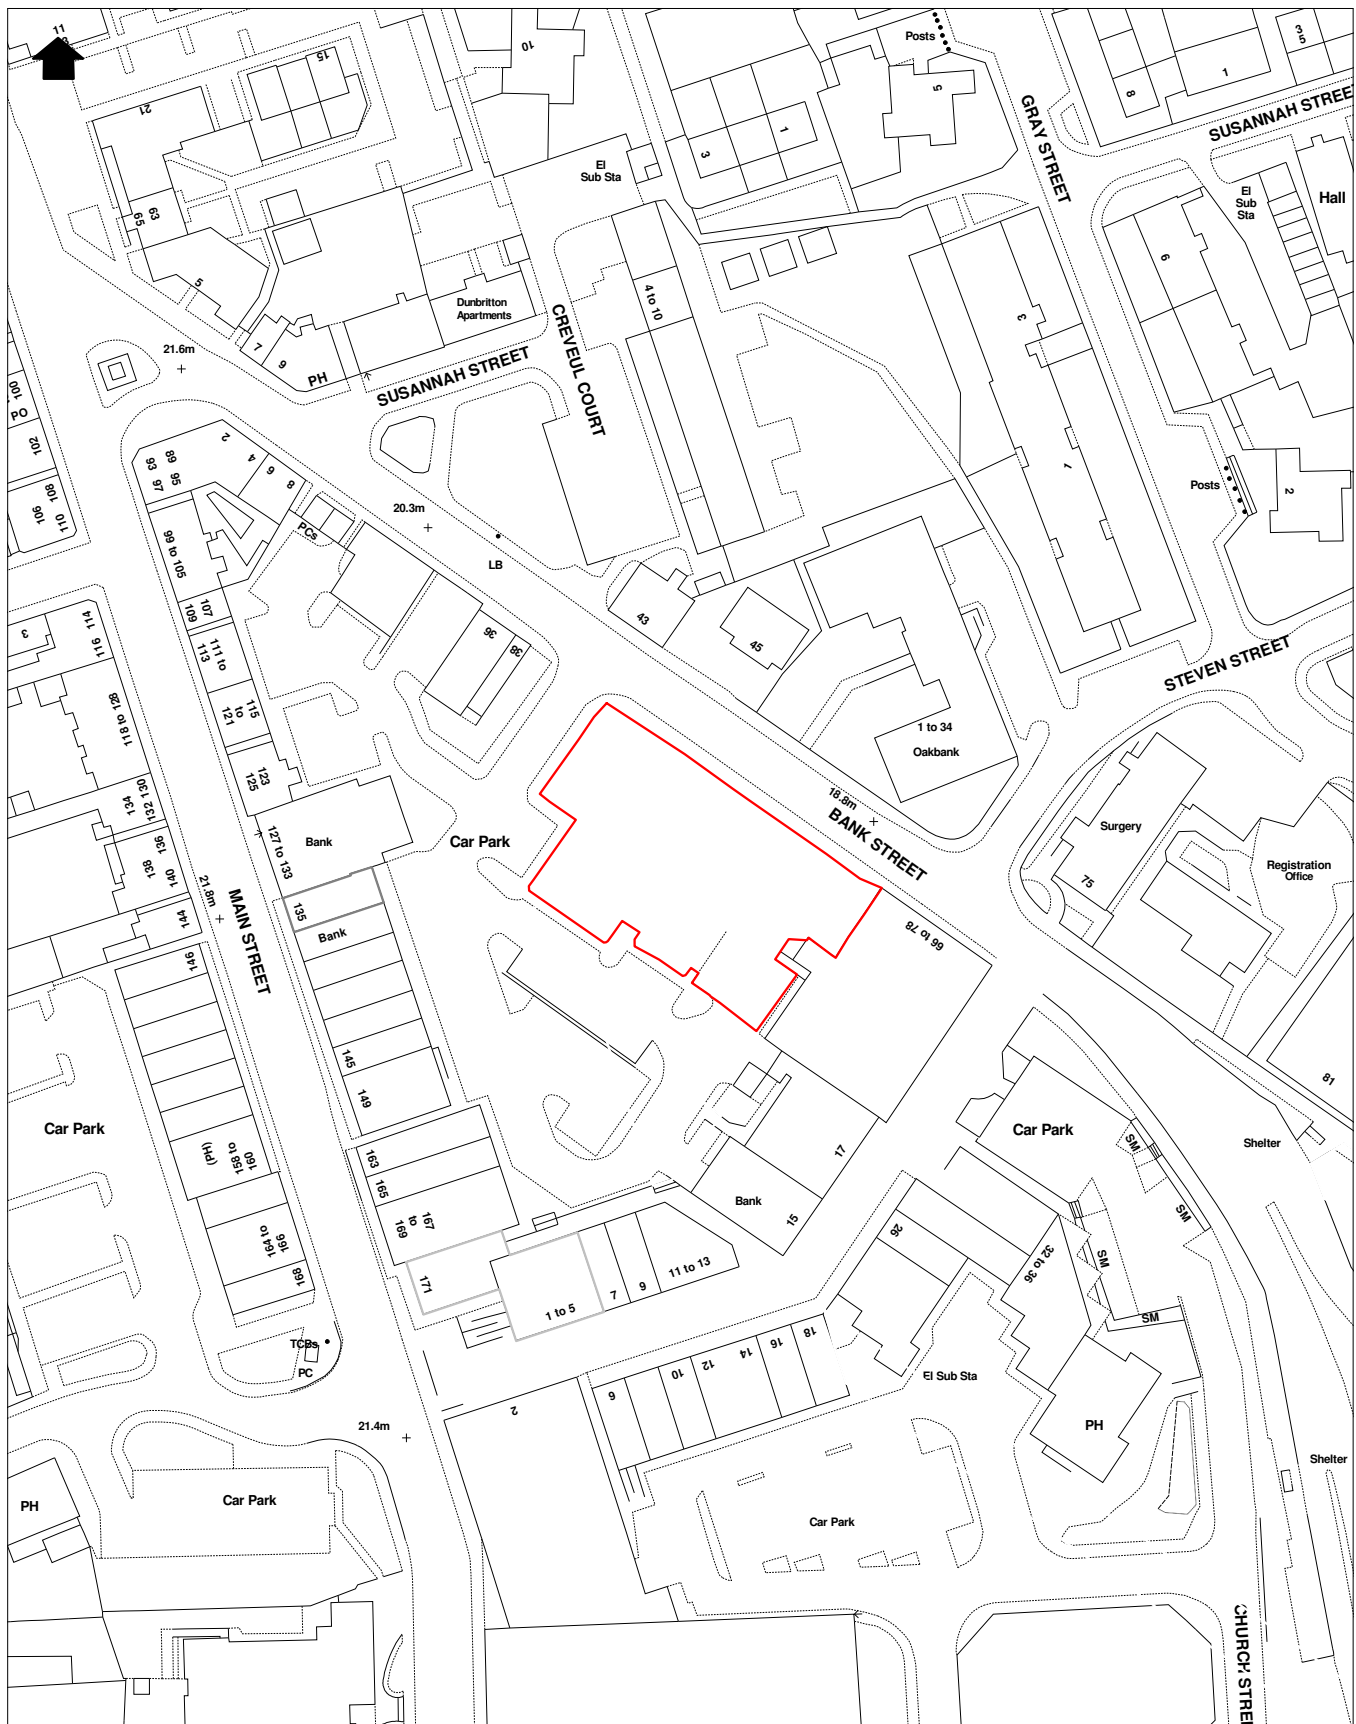 11
15
21
10
Posts
5
GRAY STREET
8
1
SUSANNAH STREET
El
Sub Sta
3
1
El
Sub
Sta
Hall
63
65
5
6
3
4 to 10
Dunbritton
Apartments
CREVEUL COURT
21.6m
7
9
PH
SUSANNAH STREET
100
PO
102
108
106
110
2
4
6
8
89
93
95
97
PCs
20.3m
LB
1
Posts
2
99 to 105
107
109
111 to
113
115
to
121
123
125
3
114
116
118 to 128
36
38
43
45
STEVEN STREET
1 to 34
Oakbank
18.8m
BANK STREET
132 130
134
136
138
140
144
127 to 133
Bank
Car Park
Surgery
75
Registration
Office
135
Bank
21.8m
MAIN STREET
66 to 78
146
145
149
81
Car Park
158 to
160
(PH)
163
165
167
to
169
17
Bank
15
Car Park
SM
SM
SM
SM
Shelter
164 to
166
168
171
1 to 5
7
9
11 to 13
26
32 to 36
TCBs
PC
6
10
12
14
16
18
El Sub Sta
2
21.4m
PH
Shelter
PH
Car Park
Car Park
CHURCH STREE